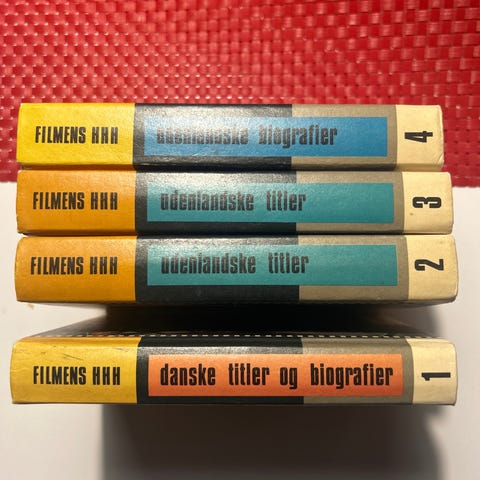 FILMENS HHH udenlandske biografier 4
FILMENS HHH udenlandske titler 3
FILMENS HHH udenlandske titler 2
FILMENS HHH danske titler og biografier 1